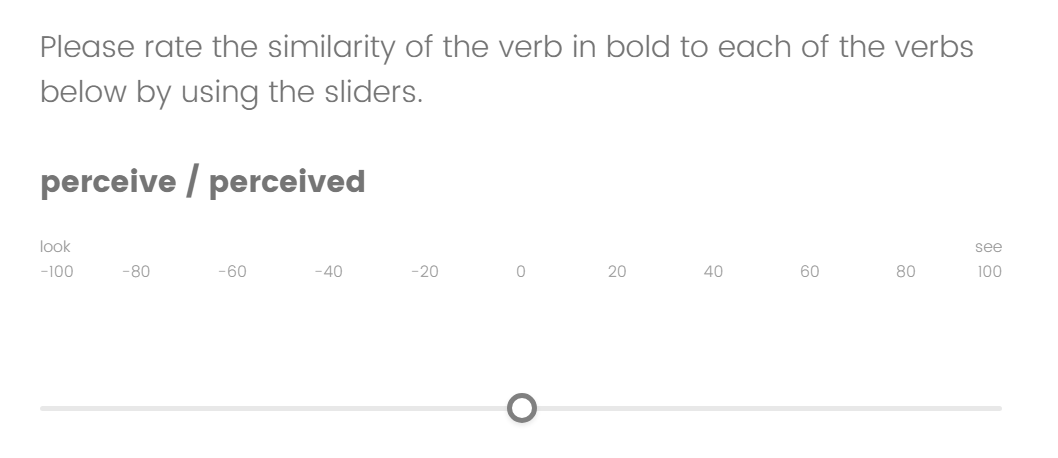 Please rate the similarity of the verb in bold to each of the verbs
below by using the sliders.
perceive / perceived
look see
-100 -80 -60 -40 -20 0 20 40 60 80 100